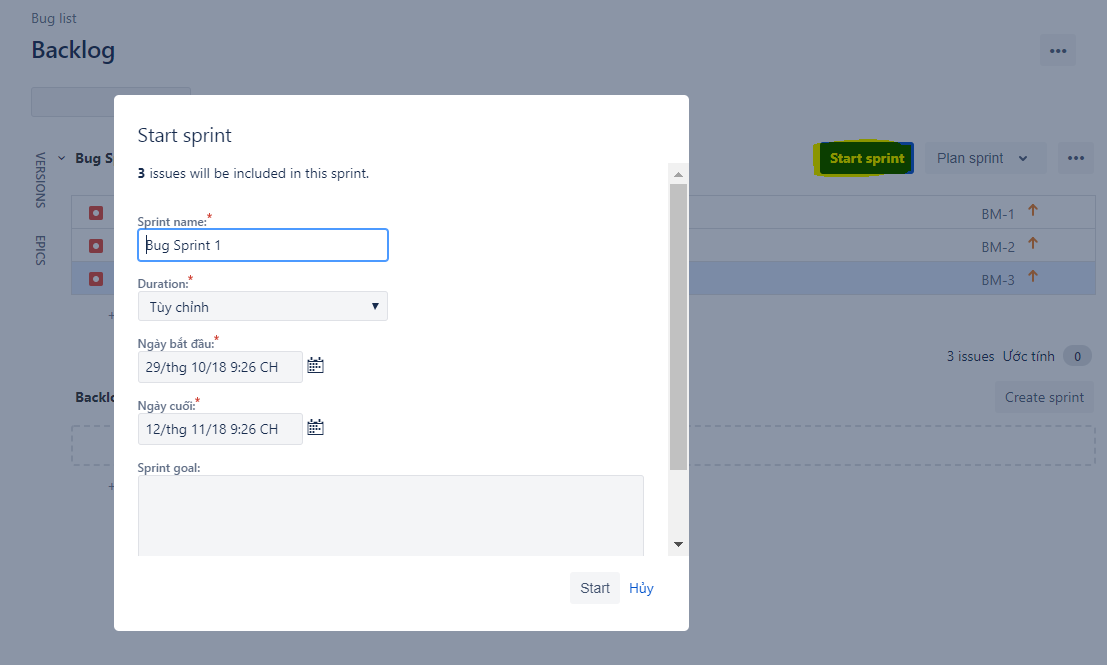 Bug list
Backlog
VERSIONS
EPICS
Bug S
Start sprint
Plan sprint
BM-1
BM-2
BM-3
+
3 issues Ước tính 0
Backlo
Create sprint
+
Start sprint
3 issues will be included in this sprint.
Sprint name:*
Bug Sprint 1
Duration:*
Tùy chỉnh
Ngày bắt đầu:*
29/thg 10/18 9:26 CH
Ngày cuối:*
12/thg 11/18 9:26 CH
Sprint goal:
Start Hủy